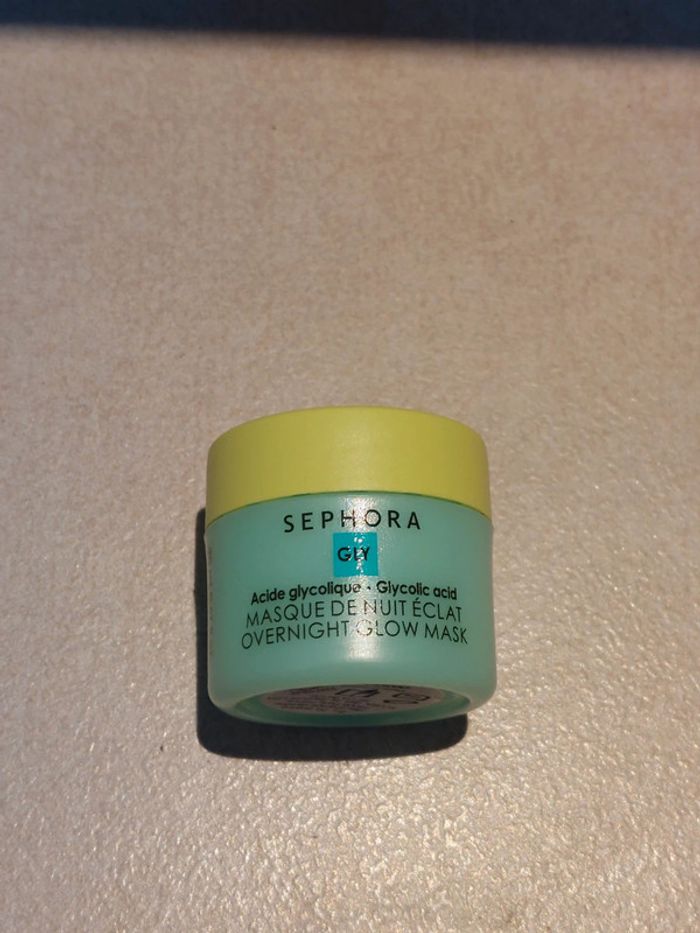 SEPHORA
GLY
Acide glycolique • Glycolic acid
MASQUE DE NUIT ÉCLAT
OVERNIGHT GLOW MASK